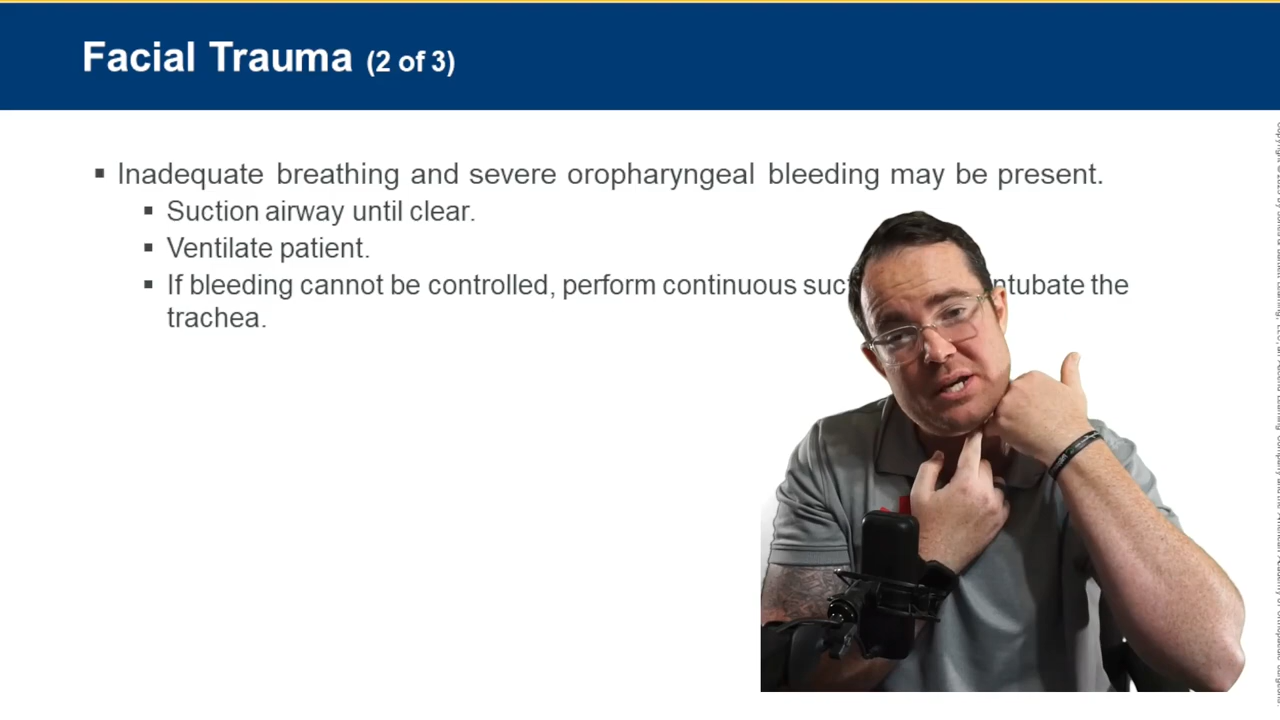 Facial Trauma (2 of 3)
▪ Inadequate breathing and severe oropharyngeal bleeding may be present.
▪ Suction airway until clear.
▪ Ventilate patient.
▪ If bleeding cannot be controlled, perform continuous suc ntubate the
trachea.